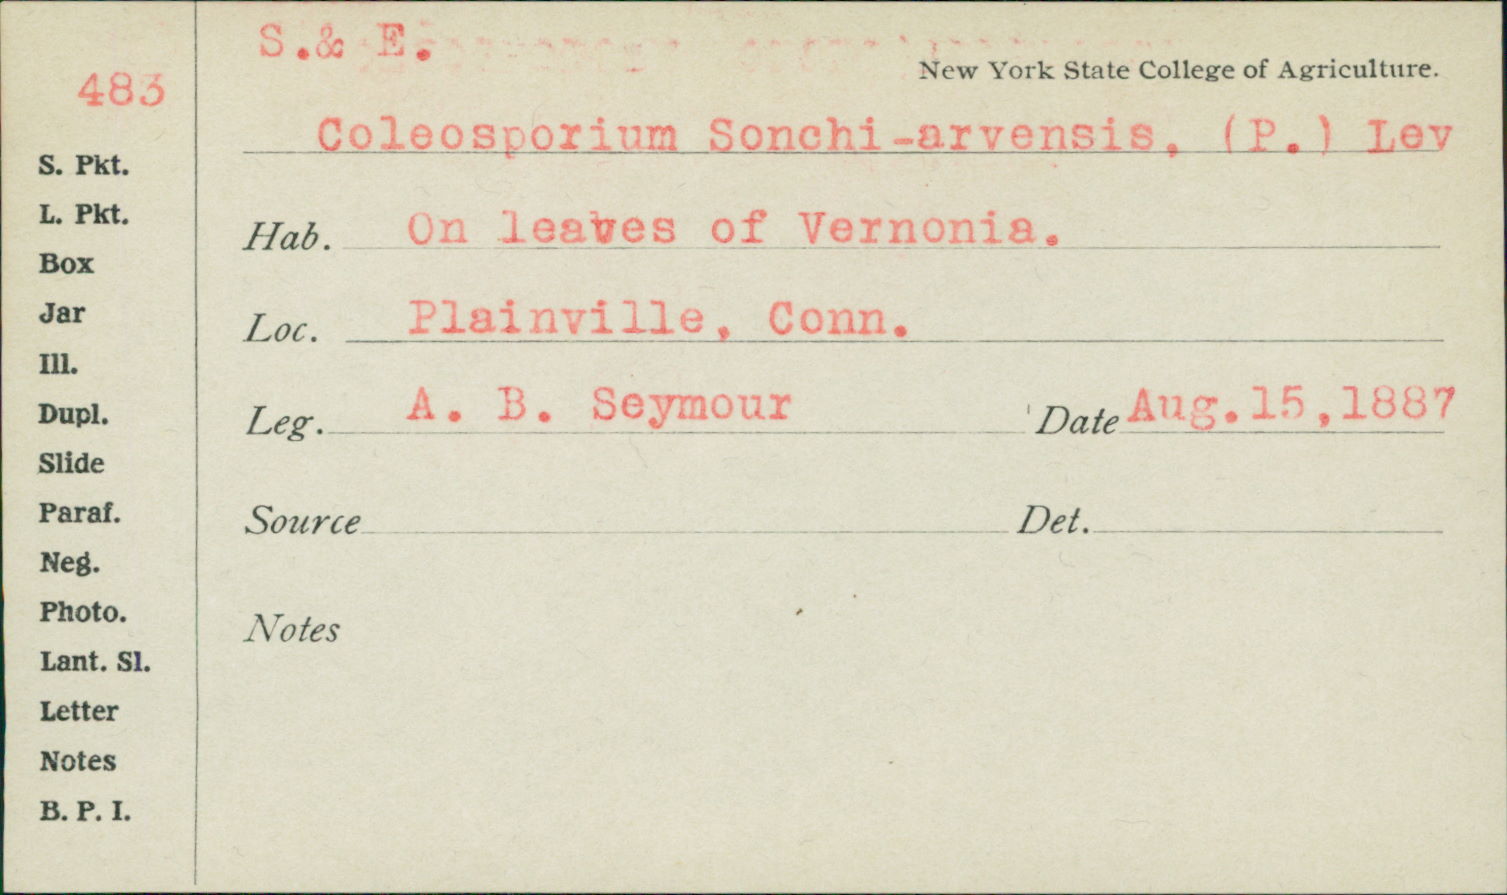 S.& E.
New York State College of Agriculture.
483
Coleosporium Sonchi-arvensis, (P.) Lev
S. Pkt.
L. Pkt.
Box
Jar
Ill.
Dupl.
Slide
Paraf.
Neg.
Photo.
Lant. Sl.
Letter
Notes
B. P. I.
Hab. On leaves of Vernonia.
Loc. Plainville, Conn.
Leg. A. B. Seymour Date Aug.15,1887
Source Det.
Notes